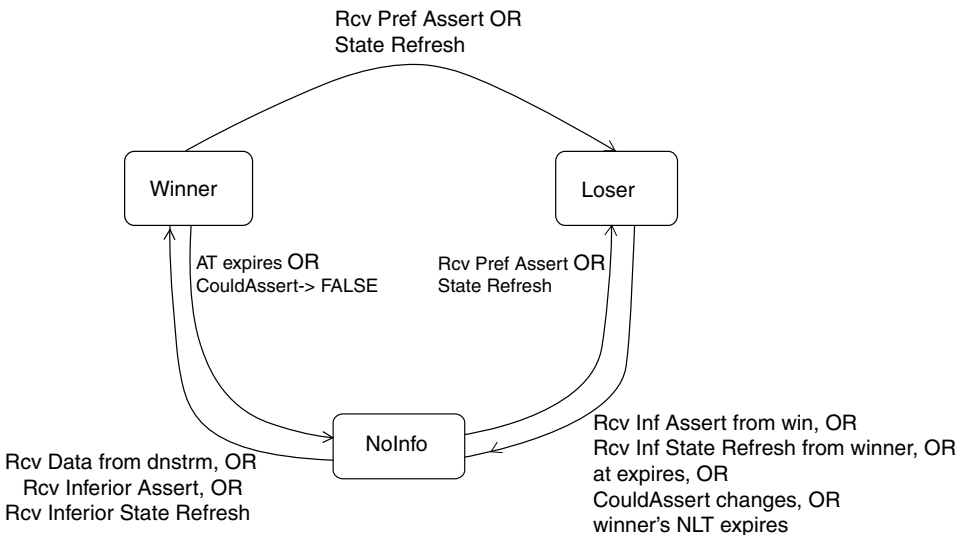 Rcv Pref Assert OR
State Refresh
Winner
Loser
AT expires OR
CouldAssert-> FALSE
Rcv Pref Assert OR
State Refresh
NoInfo
Rcv Data from dnstrm, OR
Rcv Inferior Assert, OR
Rcv Inferior State Refresh
Rcv Inf Assert from win, OR
Rcv Inf State Refresh from winner, OR
at expires, OR
CouldAssert changes, OR
winner's NLT expires